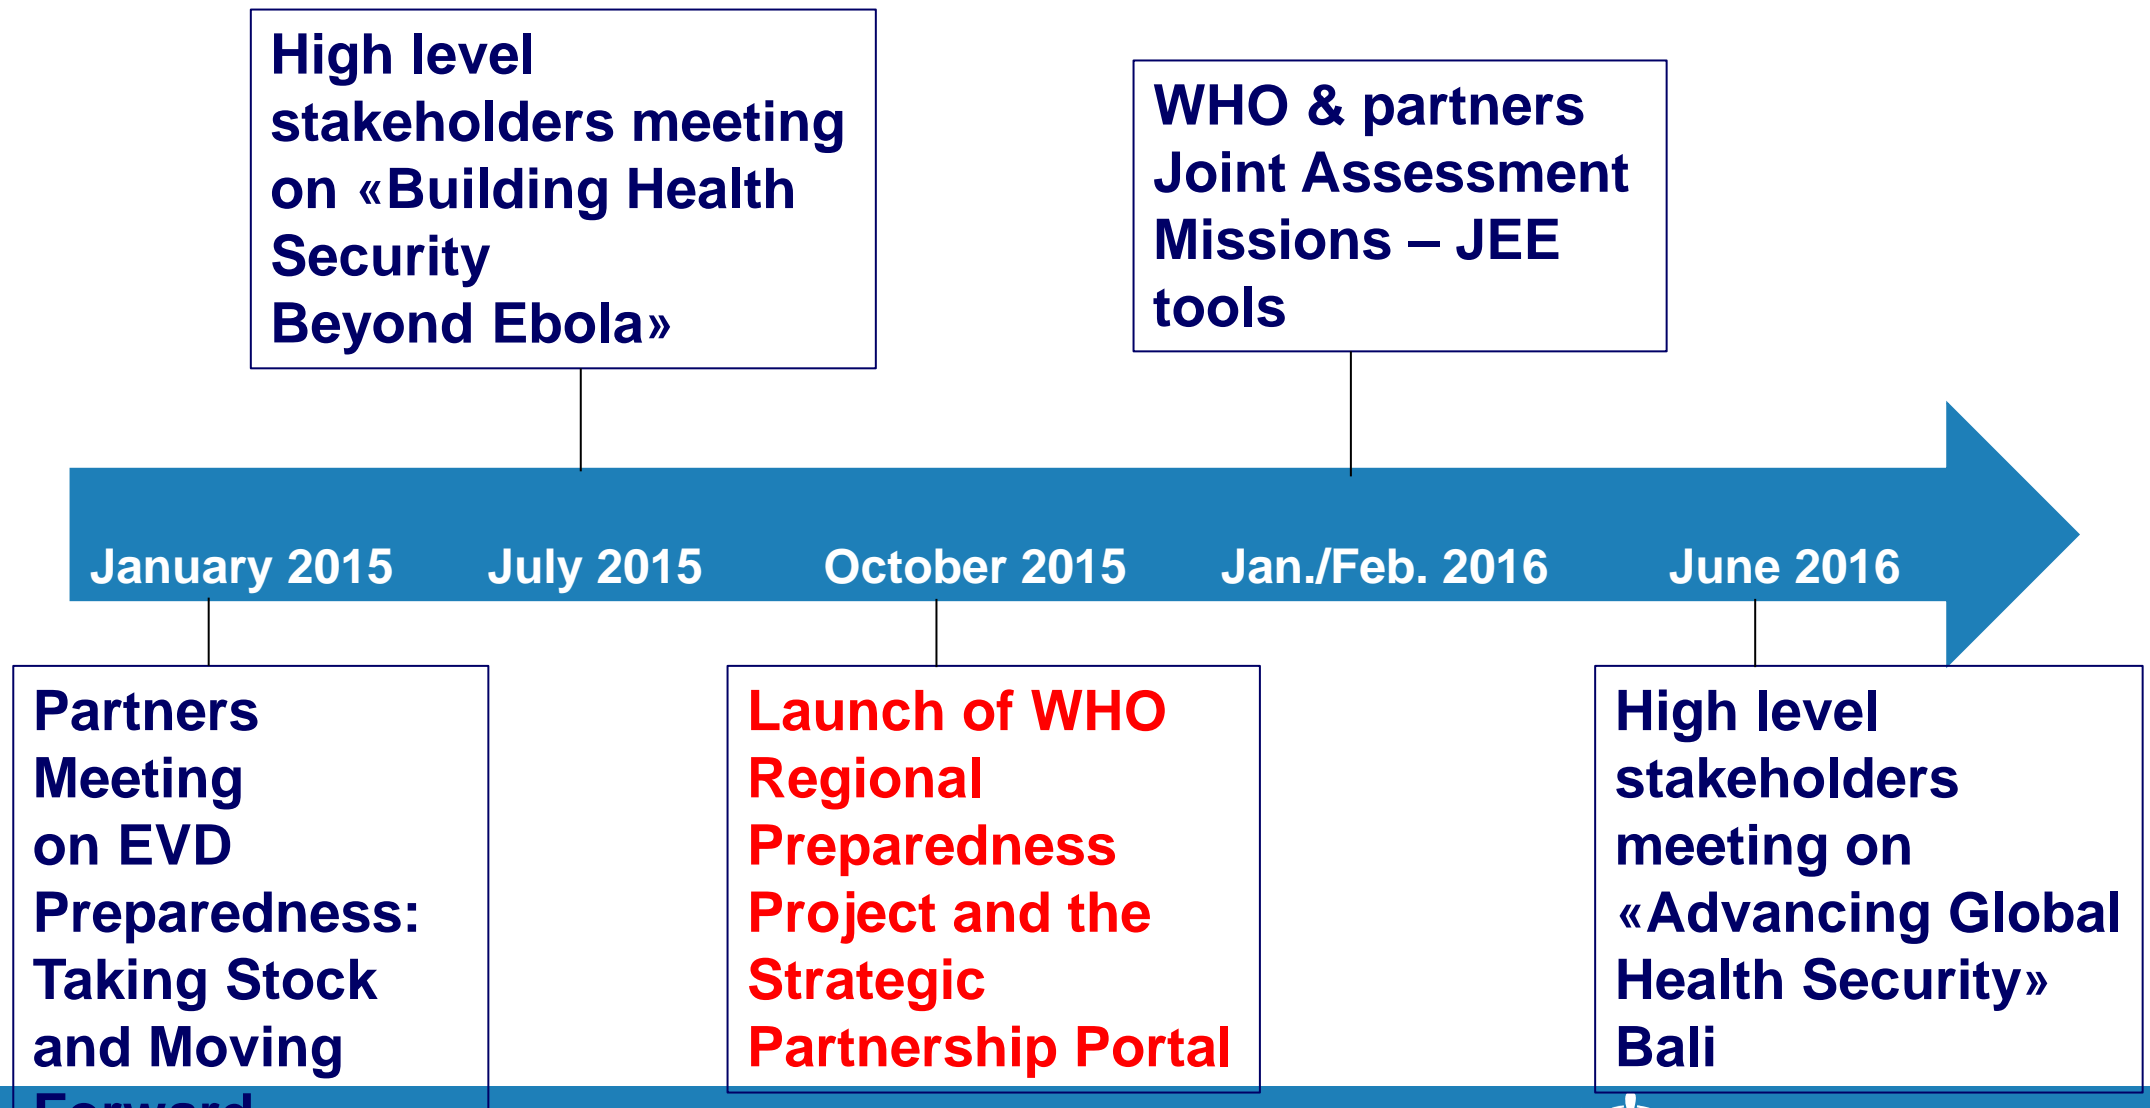 High level
stakeholders meeting
on «Building Health
Security
Beyond Ebola»
WHO & partners
Joint Assessment
Missions – JEE
tools
January 2015
July 2015
October 2015
Jan./Feb. 2016
June 2016
Partners
Meeting
on EVD
Preparedness:
Taking Stock
and Moving
Forward
Launch of WHO
Regional
Preparedness
Project and the
Strategic
Partnership Portal
High level
stakeholders
meeting on
«Advancing Global
Health Security»
Bali